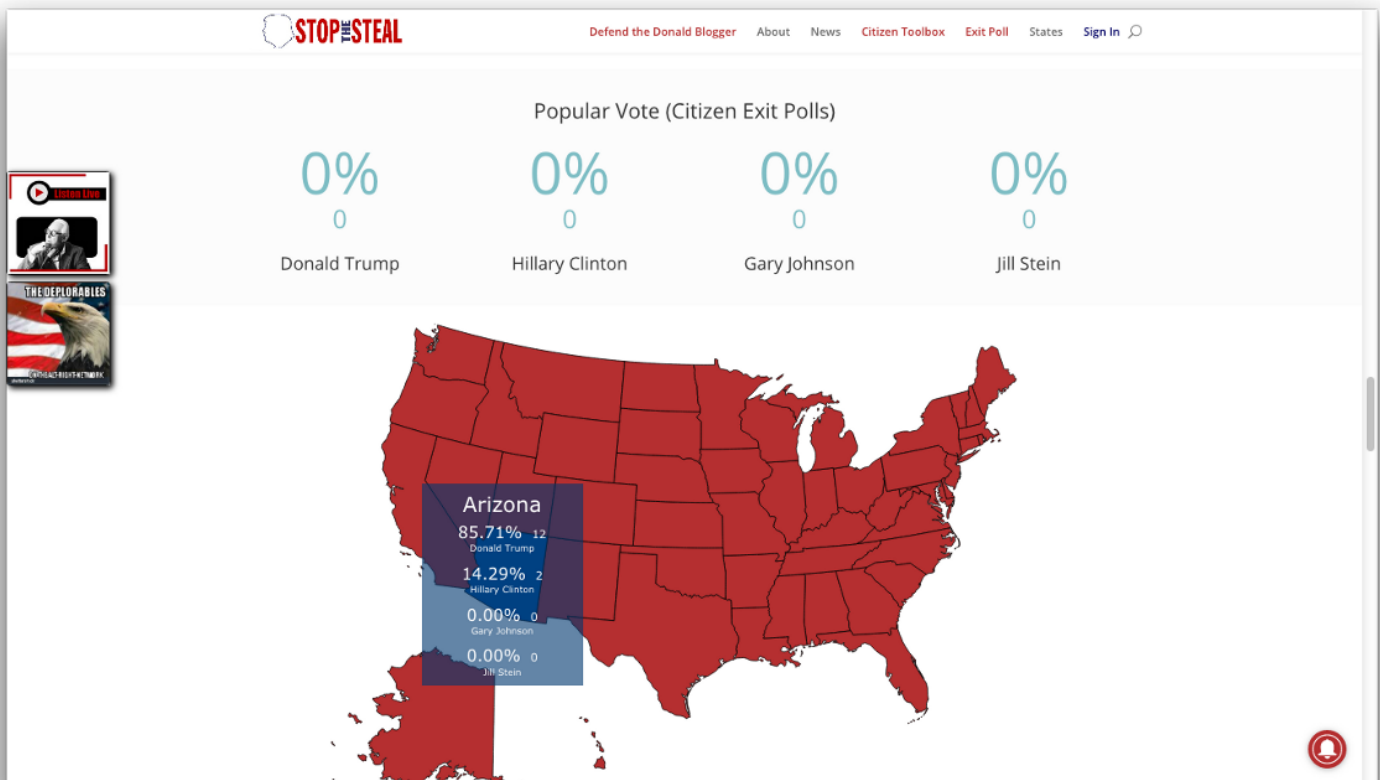 STOP THE STEAL
Defend the Donald Blogger About News Citizen Toolbox Exit Poll States Sign In
Popular Vote (Citizen Exit Polls)
0% 0% 0% 0%
0 0 0 0
Donald Trump Hillary Clinton Gary Johnson Jill Stein
Listen Live
THE DEPLORABLES
Arizona
85.71% 12
Donald Trump
14.29% 2
Hillary Clinton
0.00% 0
Gary Johnson
0.00% 0
Jill Stein